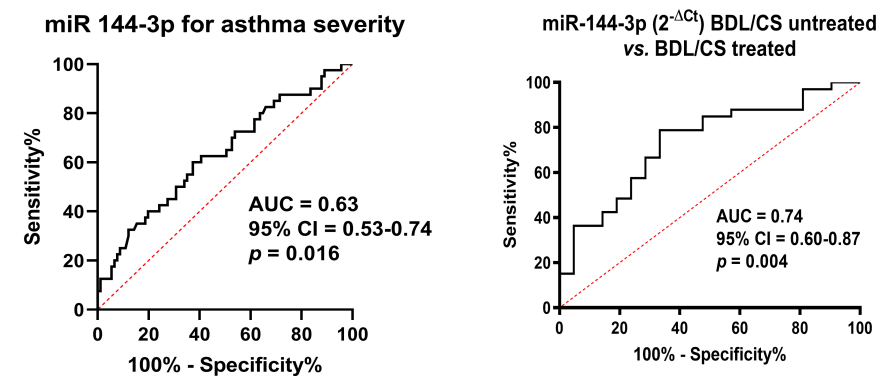 miR 144-3p for asthma severity
Sensitivity%
100
80
60
40
20
0
AUC = 0.63
95% CI = 0.53-0.74
p = 0.016
0 20 40 60 80 100
100% - Specificity%
miR-144-3p (2^-ΔCt) BDL/CS untreated
vs. BDL/CS treated
Sensitivity%
100
80
60
40
20
0
AUC = 0.74
95% CI = 0.60-0.87
p = 0.004
0 20 40 60 80 100
100% - Specificity%